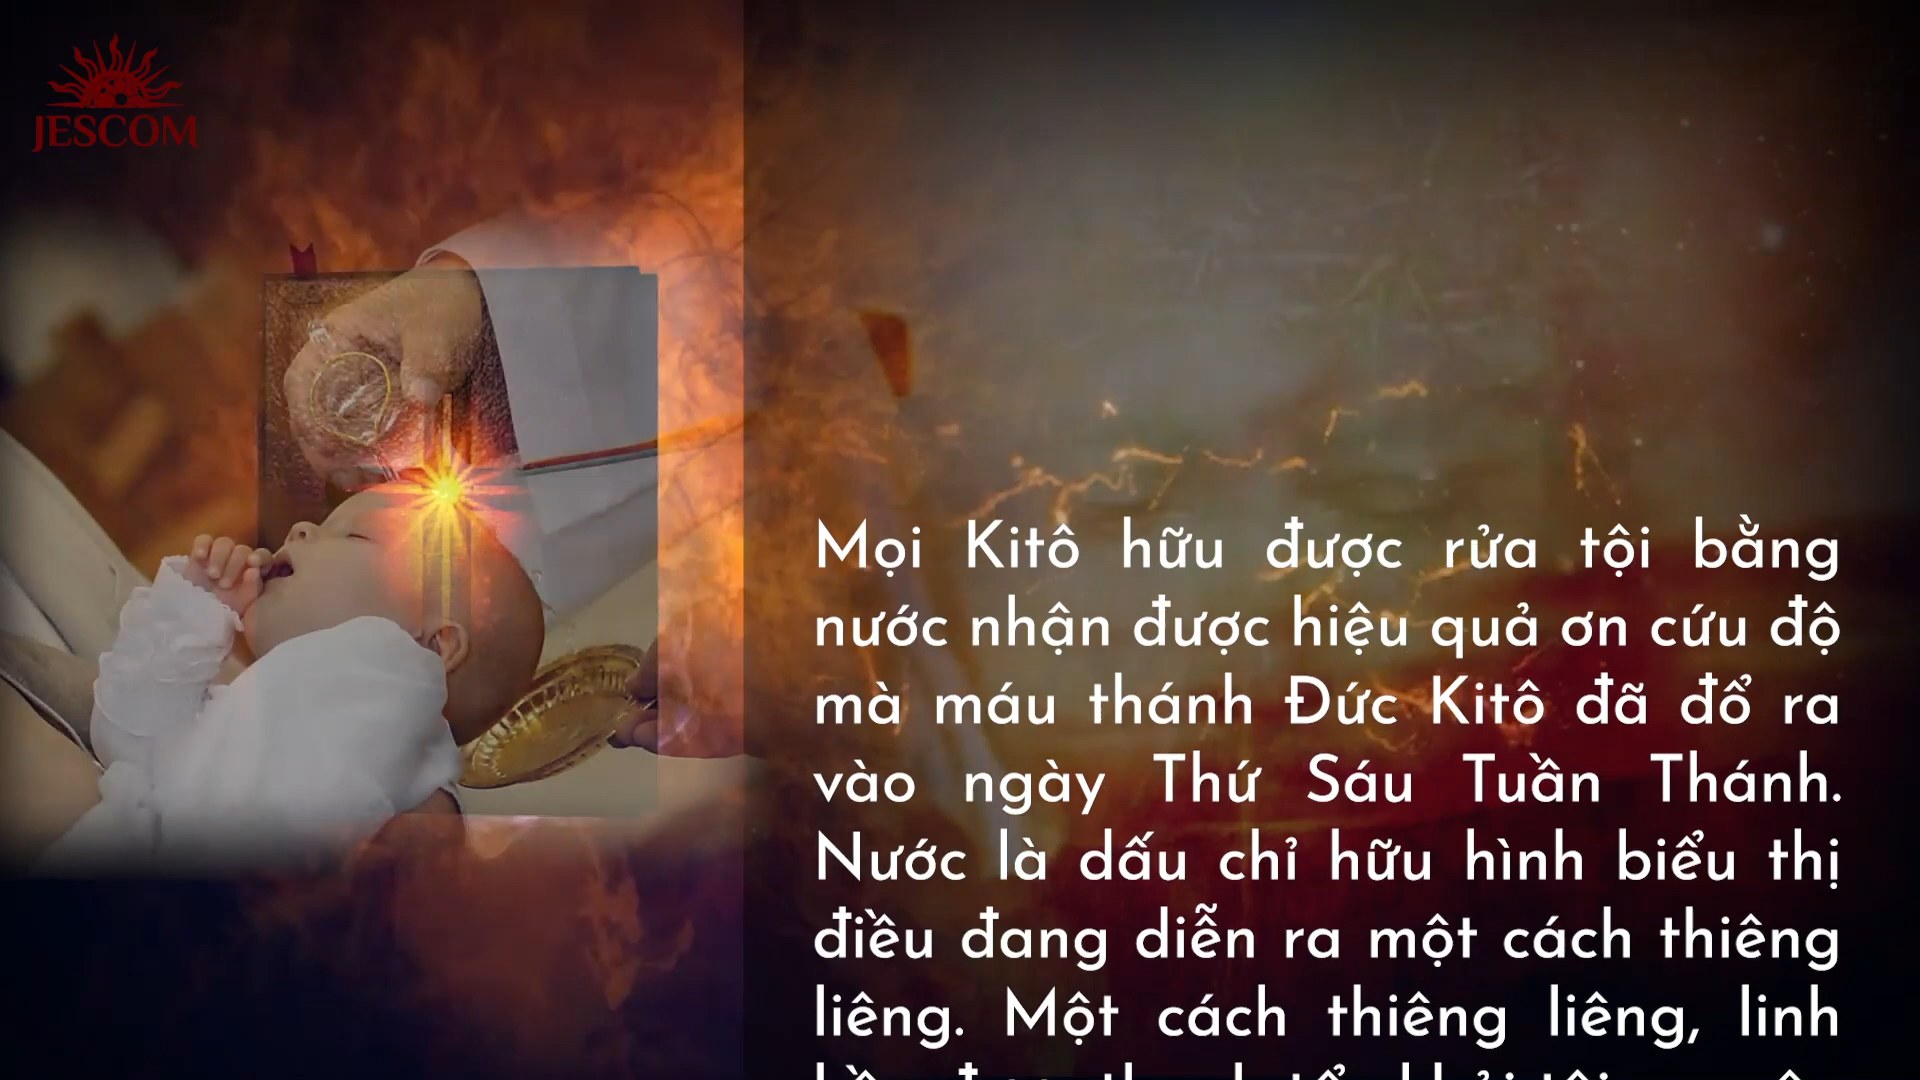 JESCOM
Mọi Kitô hữu được rửa tội bằng
nước nhận được hiệu quả ơn cứu độ
mà máu thánh Đức Kitô đã đổ ra
vào ngày Thứ Sáu Tuần Thánh.
Nước là dấu chỉ hữu hình biểu thị
điều đang diễn ra một cách thiêng
liêng. Một cách thiêng liêng, linh